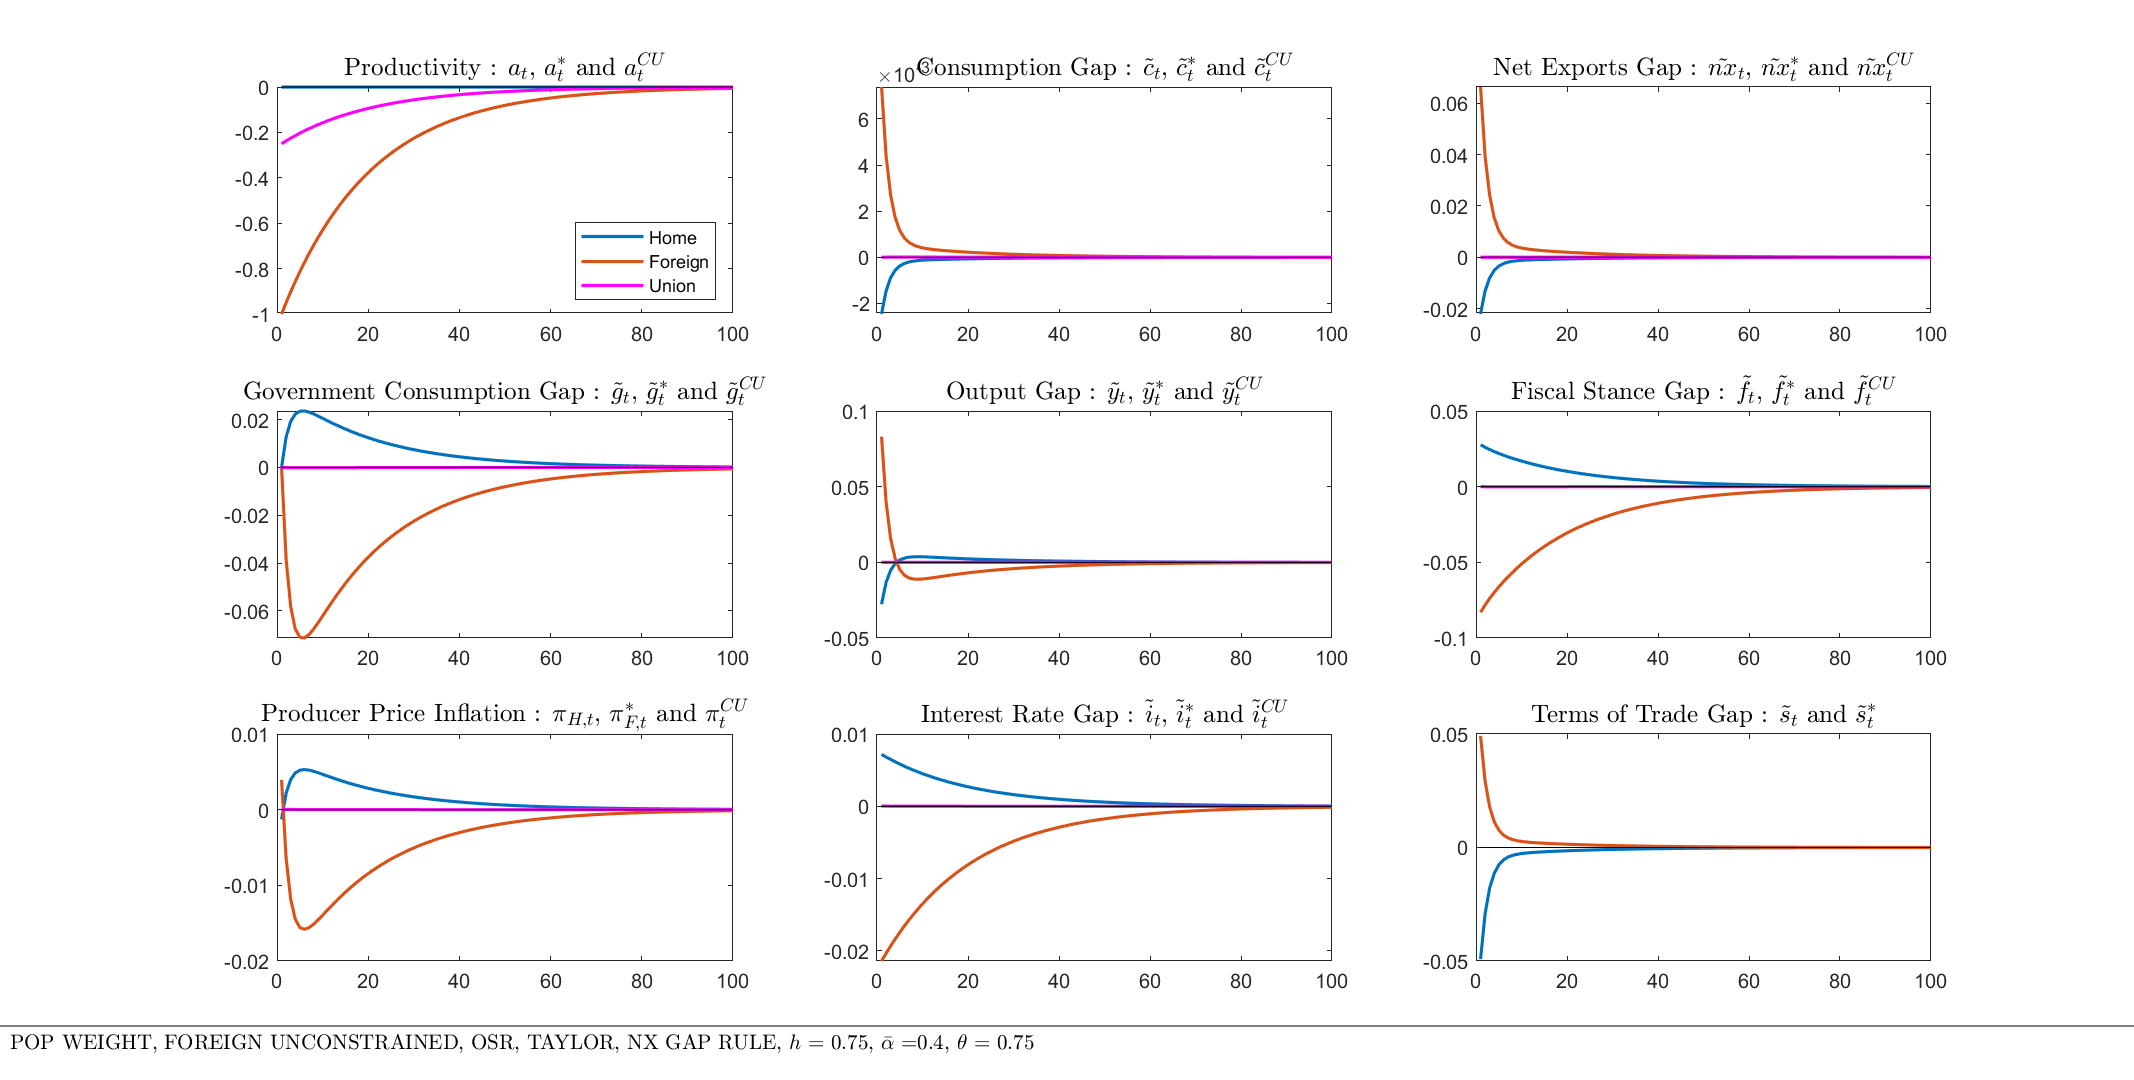 Productivity : a_t, a_t^* and a_t^{CU}
0
-0.2
-0.4
-0.6
-0.8
-1
0 20 40 60 80 100
Home
Foreign
Union
Consumption Gap : c̃_t, c̃_t^* and c̃_t^{CU}
6
4
2
0
-2
0 20 40 60 80 100
Net Exports Gap : ñx_t, ñx_t^* and ñx_t^{CU}
0.06
0.04
0.02
0
-0.02
0 20 40 60 80 100
Government Consumption Gap : g̃_t, g̃_t^* and g̃_t^{CU}
0.02
0
-0.02
-0.04
-0.06
0 20 40 60 80 100
Output Gap : ỹ_t, ỹ_t^* and ỹ_t^{CU}
0.1
0.05
0
-0.05
0 20 40 60 80 100
Fiscal Stance Gap : f̃_t, f̃_t^* and f̃_t^{CU}
0.05
0
-0.05
-0.1
0 20 40 60 80 100
Producer Price Inflation : π_{H,t}, π_{F,t}^* and π_t^{CU}
0.01
0
-0.01
-0.02
0 20 40 60 80 100
Interest Rate Gap : ĩ_t, ĩ_t^* and ĩ_t^{CU}
0.01
0
-0.01
-0.02
0 20 40 60 80 100
Terms of Trade Gap : s̃_t and s̃_t^*
0.05
0
-0.05
0 20 40 60 80 100
POP WEIGHT, FOREIGN UNCONSTRAINED, OSR, TAYLOR, NX GAP RULE, h = 0.75, ᾱ =0.4, θ = 0.75